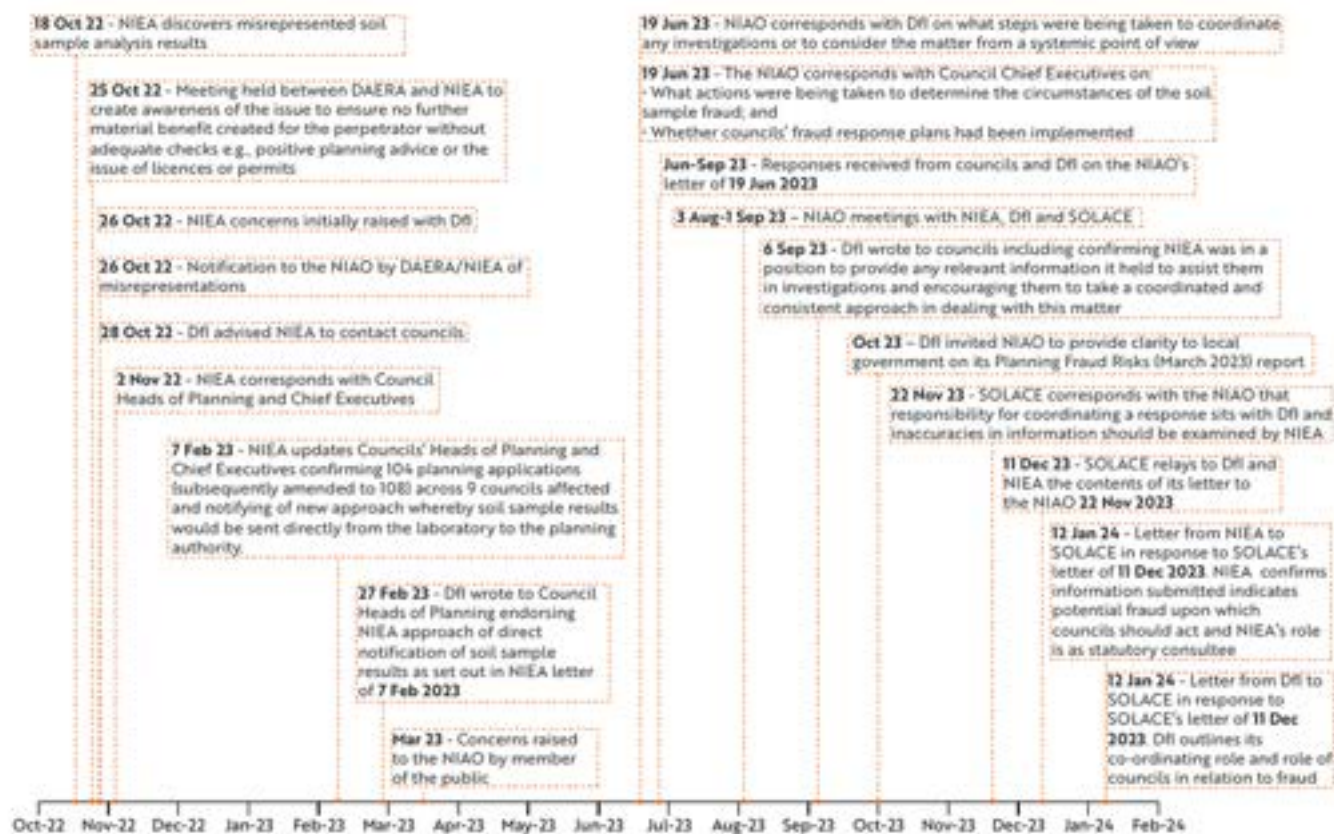 18 Oct 22 - NIEA discovers misrepresented soil
sample analysis results
25 Oct 22 - Meeting held between DAERA and NIEA to
create awareness of the issue to ensure no further
material benefit created for the perpetrator without
adequate checks e.g., positive planning advice or the
issue of licences or permits
26 Oct 22 - NIEA concerns initially raised with DfI
26 Oct 22 - Notification to the NIAO by DAERA/NIEA of
misrepresentations
28 Oct 22 - DfI advised NIEA to contact councils
2 Nov 22 - NIEA corresponds with Council
Heads of Planning and Chief Executives
7 Feb 23 - NIEA updates Councils' Heads of Planning and
Chief Executives confirming 104 planning applications
(subsequently amended to 108) across 9 councils affected
and notifying of new approach whereby soil sample results
would be sent directly from the laboratory to the planning
authority.
27 Feb 23 - DfI wrote to Council
Heads of Planning endorsing
NIEA approach of direct
notification of soil sample
results as set out in NIEA letter
of 7 Feb 2023
Mar 23 - Concerns raised
to the NIAO by member
of the public
19 Jun 23 - NIAO corresponds with DfI on what steps were being taken to coordinate
any investigations or to consider the matter from a systemic point of view
19 Jun 23 - The NIAO corresponds with Council Chief Executives on:
- What actions were being taken to determine the circumstances of the soil
sample fraud; and
- Whether councils' fraud response plans had been implemented
Jun-Sep 23 - Responses received from councils and DfI on the NIAO's
letter of 19 Jun 2023
3 Aug-1 Sep 23 – NIAO meetings with NIEA, DfI and SOLACE
6 Sep 23 - DfI wrote to councils including confirming NIEA was in a
position to provide any relevant information it held to assist them
in investigations and encouraging them to take a coordinated and
consistent approach in dealing with this matter
Oct 23 – DfI invited NIAO to provide clarity to local
government on its Planning Fraud Risks (March 2023) report
22 Nov 23 - SOLACE corresponds with the NIAO that
responsibility for coordinating a response sits with DfI and
inaccuracies in information should be examined by NIEA
11 Dec 23 - SOLACE relays to DfI and
NIEA the contents of its letter to
the NIAO 22 Nov 2023
12 Jan 24 - Letter from NIEA to
SOLACE in response to SOLACE's
letter of 11 Dec 2023. NIEA confirms
information submitted indicates
potential fraud upon which
councils should act and NIEA's role
is as statutory consultee
12 Jan 24 - Letter from DfI to
SOLACE in response to
SOLACE's letter of 11 Dec
2023. DfI outlines its
co-ordinating role and role of
councils in relation to fraud
Oct-22 Nov-22 Dec-22 Jan-23 Feb-23 Mar-23 Apr-23 May-23 Jun-23 Jul-23 Aug-23 Sep-23 Oct-23 Nov-23 Dec-23 Jan-24 Feb-24